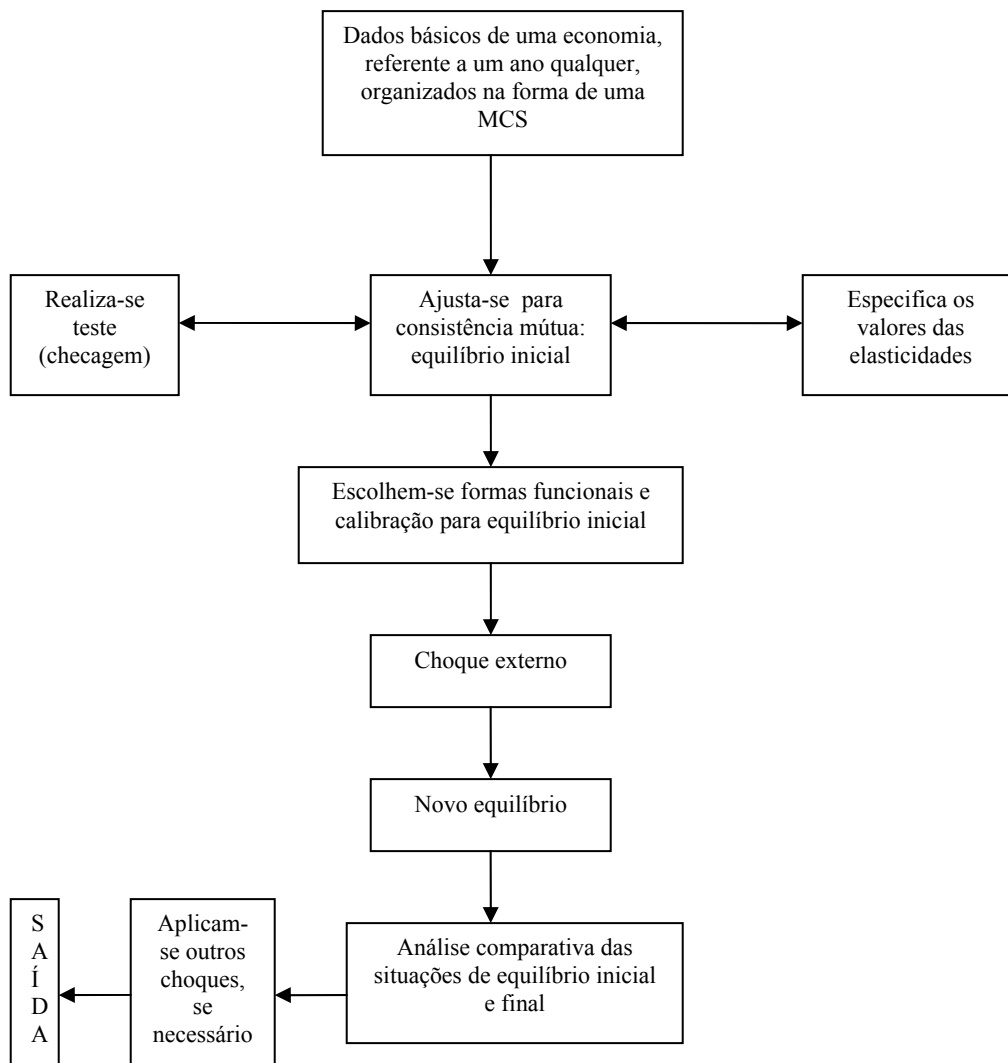 Dados básicos de uma economia,
referente a um ano qualquer,
organizados na forma de uma
MCS
Realiza-se
teste
(checagem)
Ajusta-se para
consistência mútua:
equilíbrio inicial
Especifica os
valores das
elasticidades
Escolhem-se formas funcionais e
calibração para equilíbrio inicial
Choque externo
Novo equilíbrio
S
A
Í
D
A
Aplicam-
se outros
choques,
se
necessário
Análise comparativa das
situações de equilíbrio inicial
e final